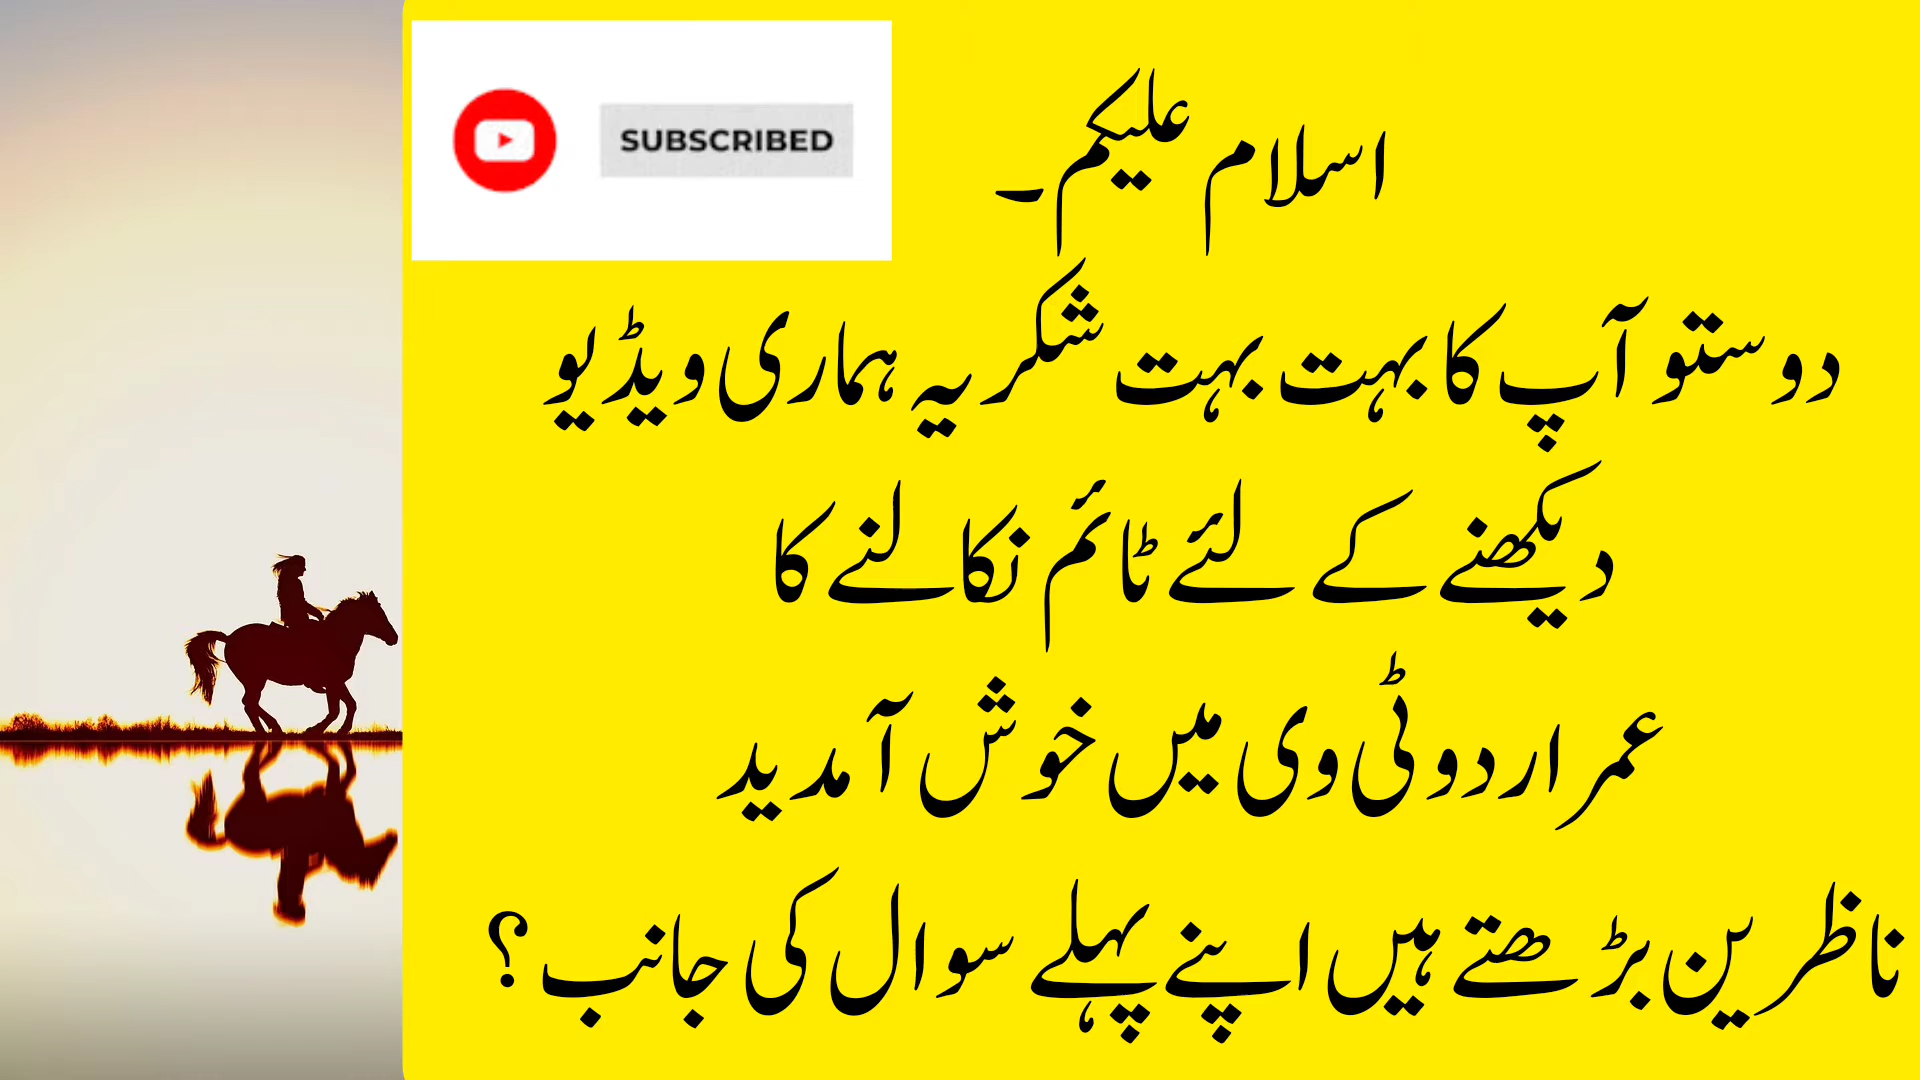 SUBSCRIBED
اسلام علیکم۔
دوستو آپ کا بہت بہت شکریہ ہماری ویڈیو
دیکھنے کے لئے ٹائم نکالنے کا
عمر اردو ٹی وی میں خوش آمدید
ناظرین بڑھتے ہیں اپنے پہلے سوال کی جانب؟